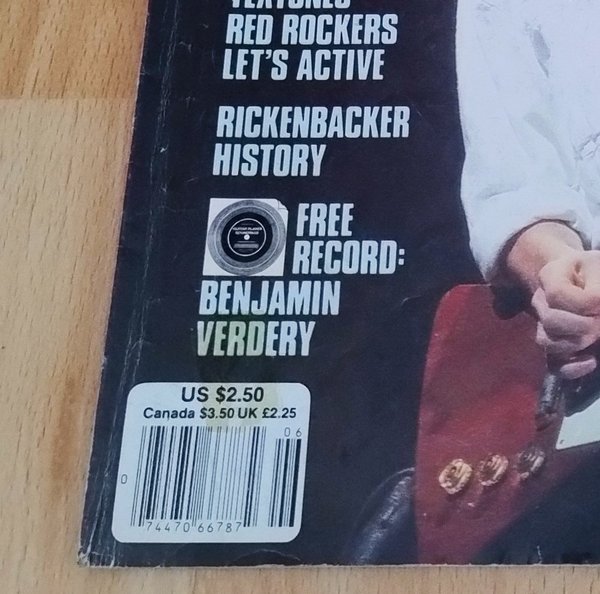 RED ROCKERS
LET'S ACTIVE
RICKENBACKER
HISTORY
FREE
RECORD:
BENJAMIN
VERDERY
US $2.50
Canada $3.50 UK £2.25
06
0
74470 66787